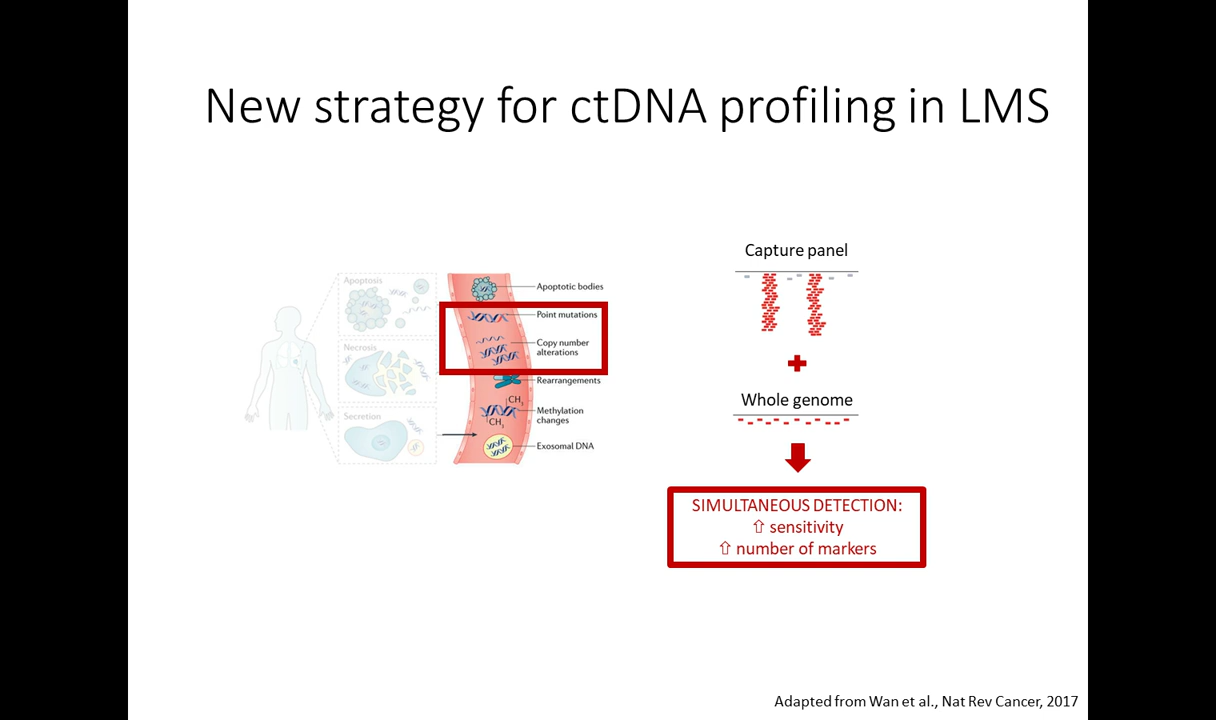 New strategy for ctDNA profiling in LMS
Apoptosis
Necrosis
Secretion
Apoptotic bodies
Point mutations
Copy number
alterations
Rearrangements
CH₃
Methylation
changes
CH₃
Exosomal DNA
Capture panel
Whole genome
SIMULTANEOUS DETECTION:
⇧ sensitivity
⇧ number of markers
Adapted from Wan et al., Nat Rev Cancer, 2017